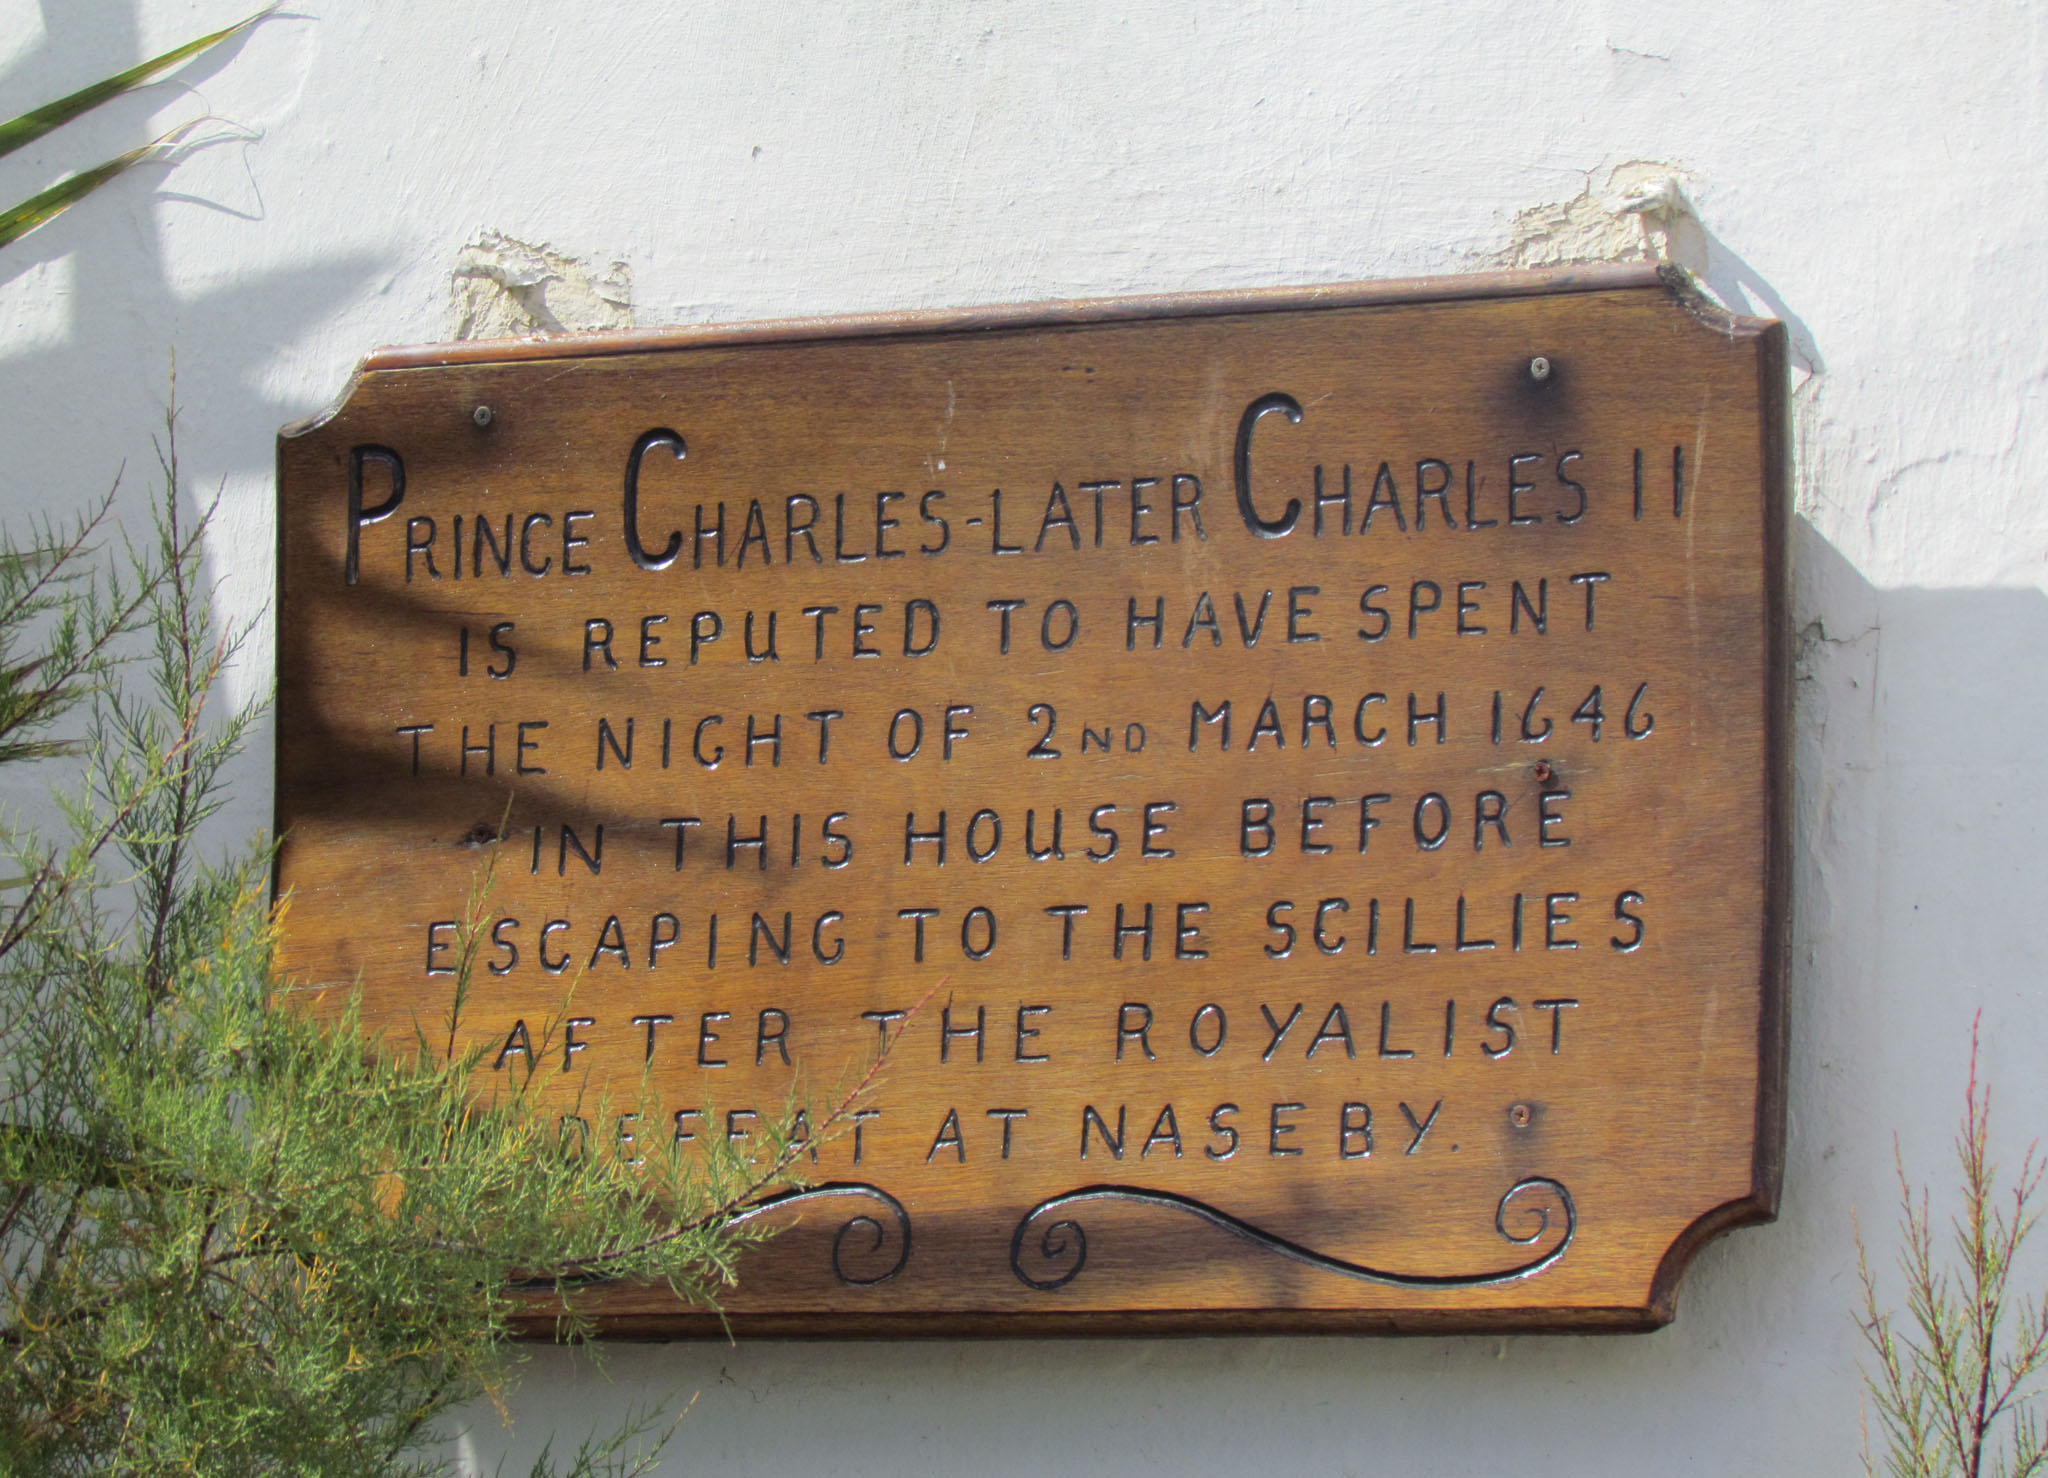 PRINCE CHARLES-LATER CHARLES II
IS REPUTED TO HAVE SPENT
THE NIGHT OF 2ND MARCH 1646
IN THIS HOUSE BEFORE
ESCAPING TO THE SCILLIES
AFTER THE ROYALIST
DEFEAT AT NASEBY.